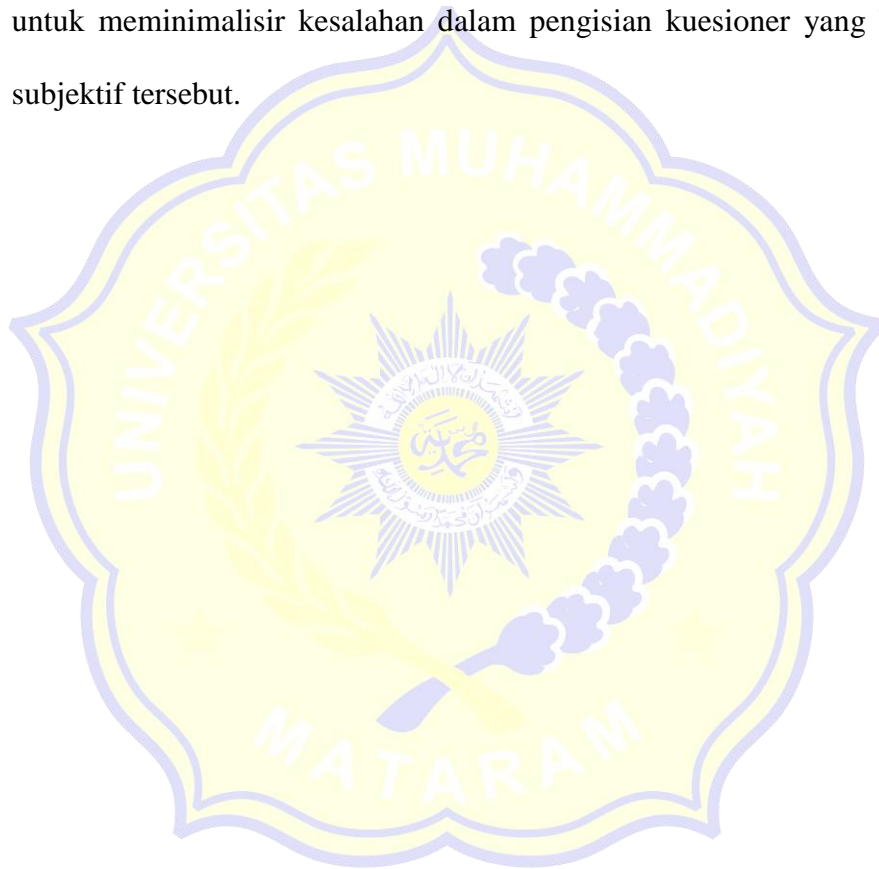 untuk meminimalisir kesalahan dalam pengisian kuesioner yang
subjektif tersebut.
UNIVERSITAS MUHAMMADIYAH
MATARAM